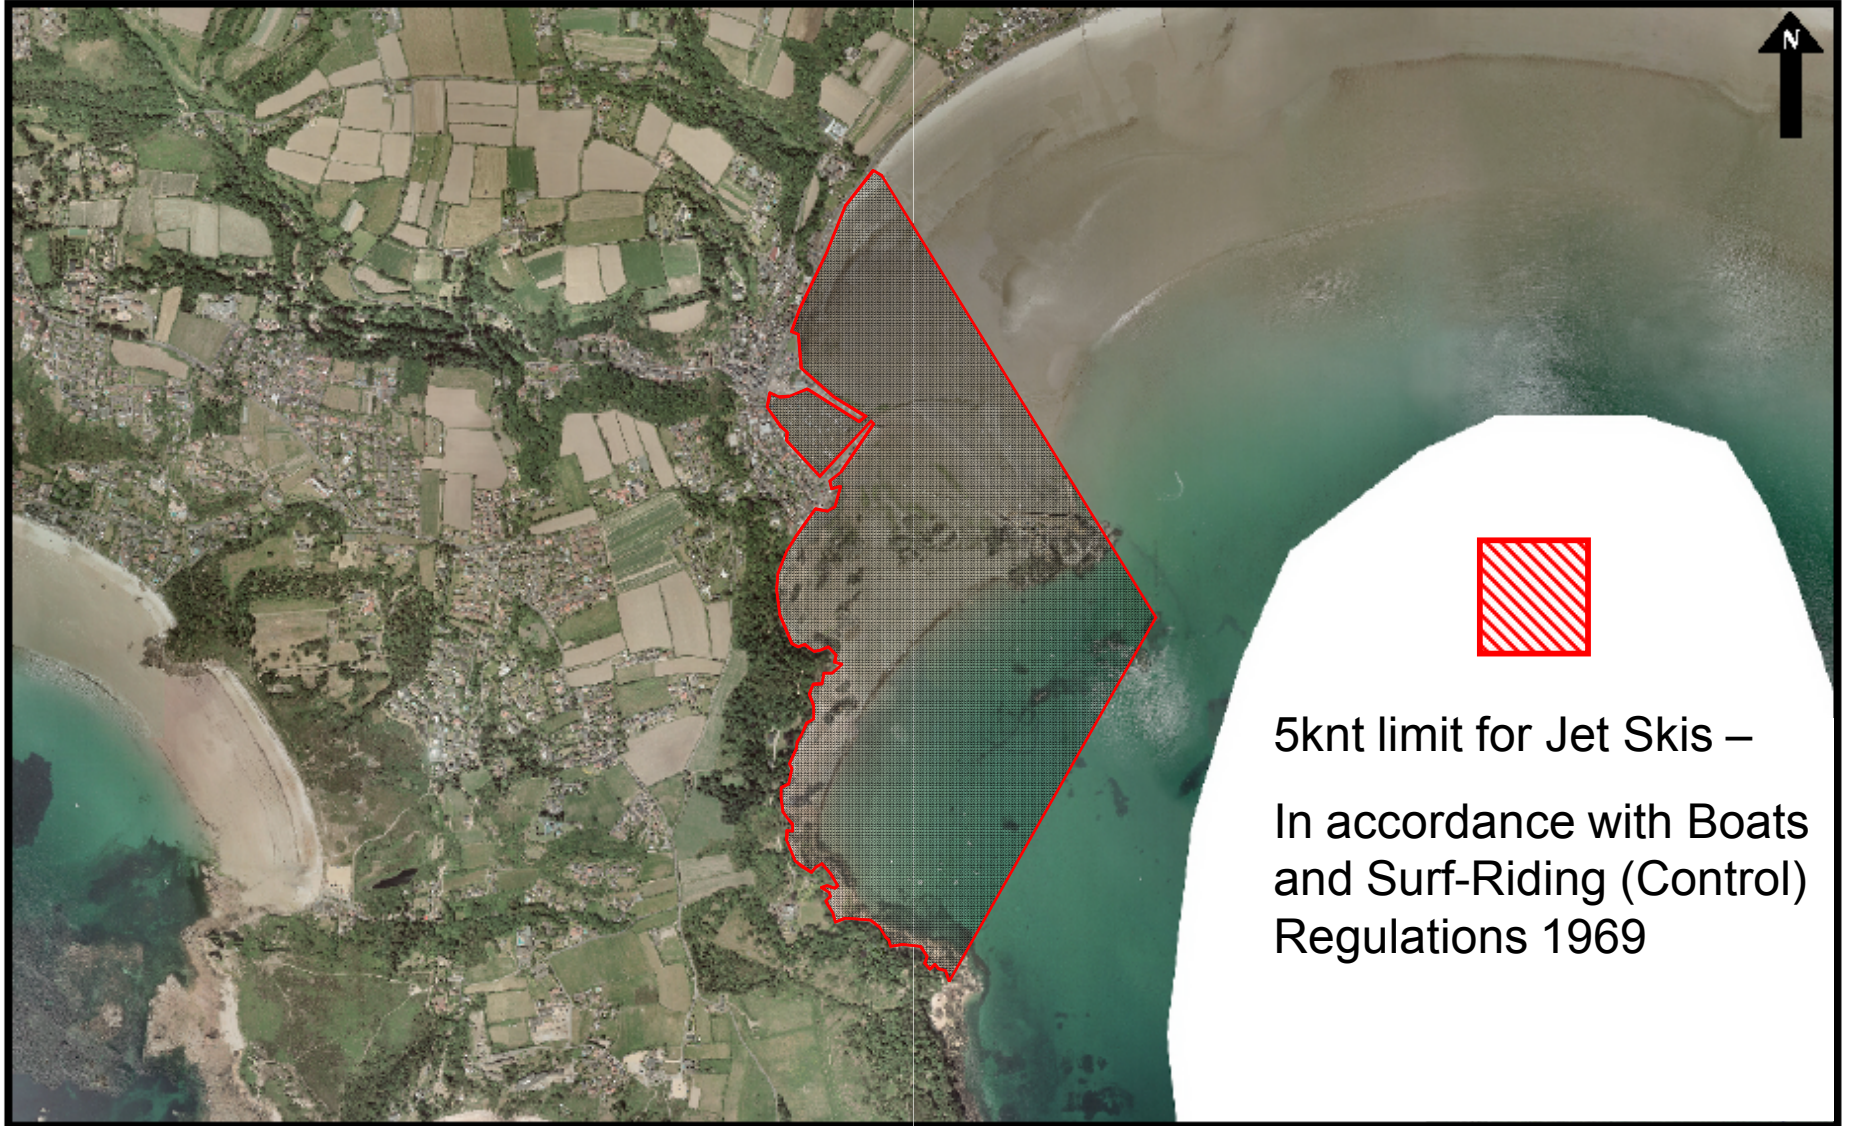 N
5knt limit for Jet Skis –
In accordance with Boats
and Surf-Riding (Control)
Regulations 1969